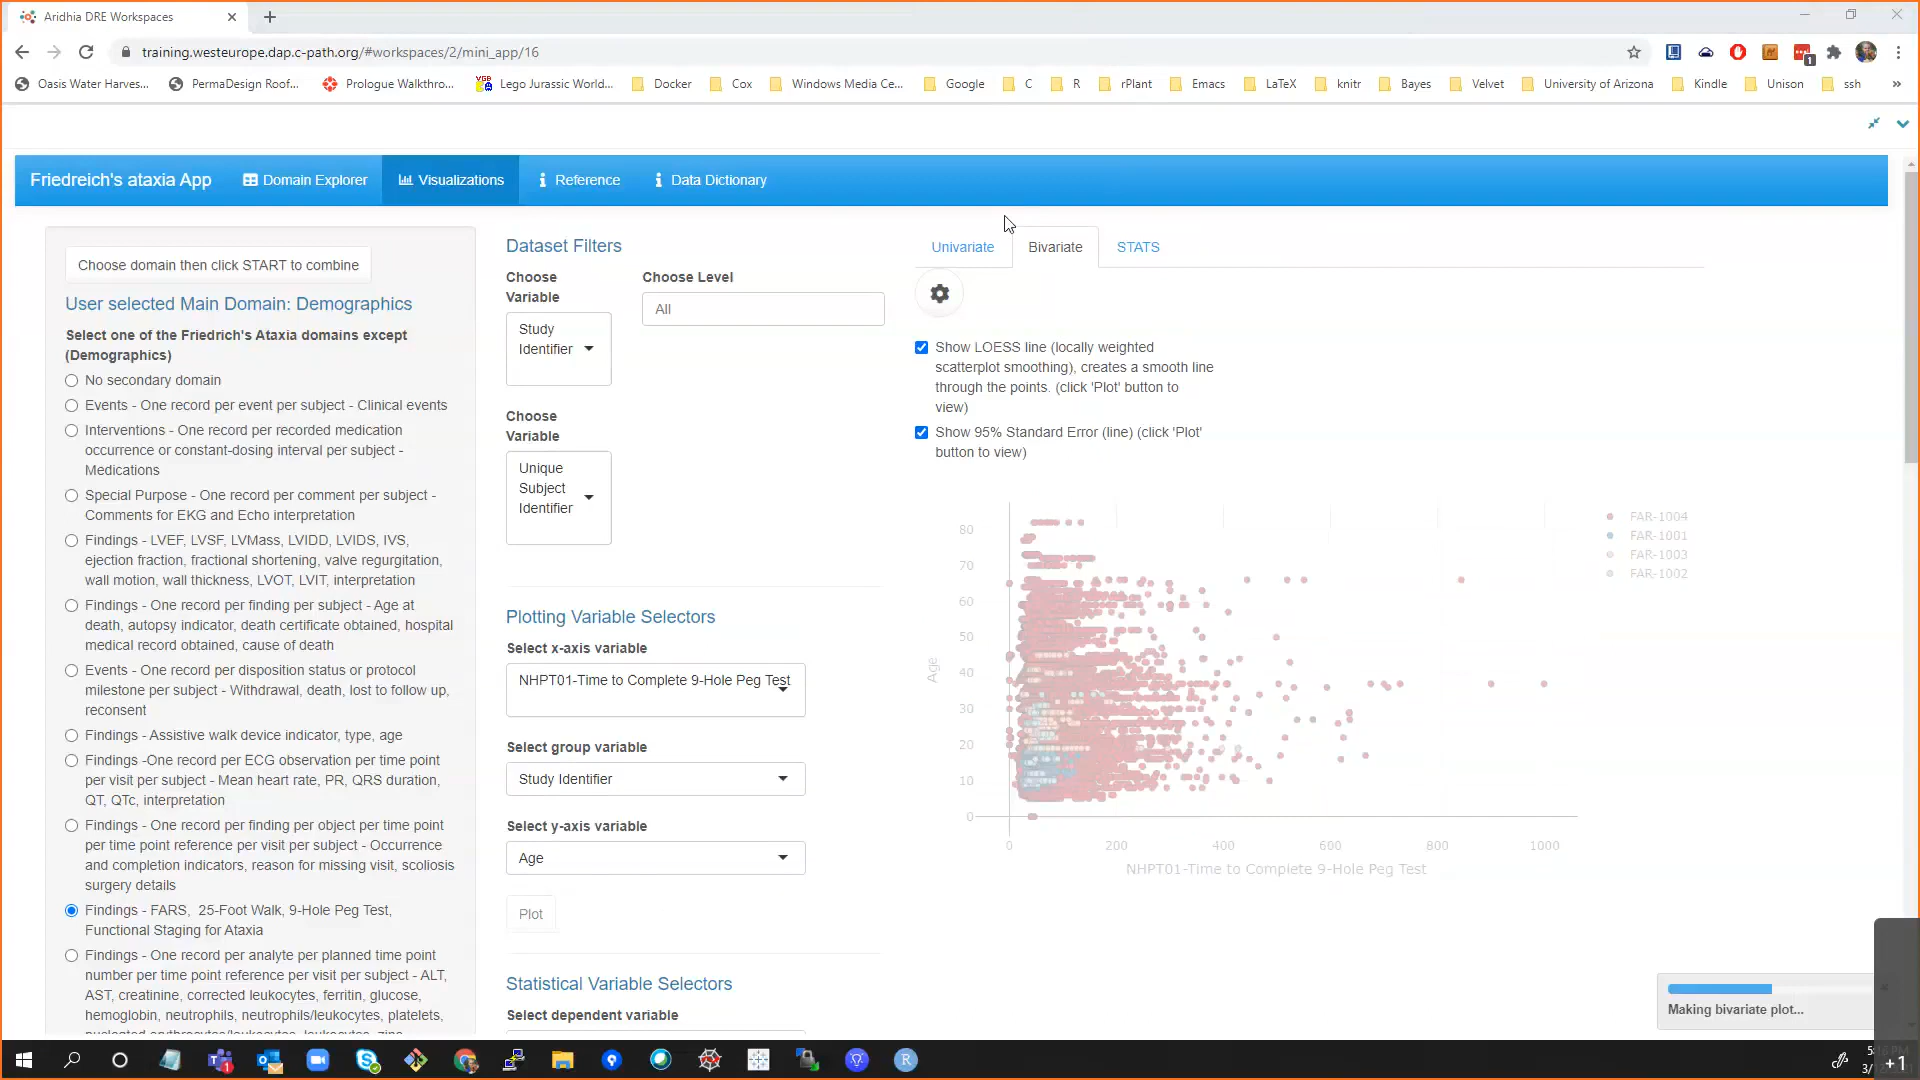 Aridhia DRE Workspaces
training.westeurope.dap.c-path.org/#workspaces/2/mini_app/16
Oasis Water Harves...
PermaDesign Roof...
Prologue Walkthro...
Lego Jurassic World...
Docker
Cox
Windows Media Ce...
Google
C
R
rPlant
Emacs
LaTeX
knitr
Bayes
Velvet
University of Arizona
Kindle
Unison
ssh
»
Friedreich's ataxia App
Domain Explorer
Visualizations
Reference
Data Dictionary
Choose domain then click START to combine
User selected Main Domain: Demographics
Select one of the Friedrich's Ataxia domains except
(Demographics)
No secondary domain
Events - One record per event per subject - Clinical events
Interventions - One record per recorded medication
occurrence or constant-dosing interval per subject -
Medications
Special Purpose - One record per comment per subject -
Comments for EKG and Echo interpretation
Findings - LVEF, LVSF, LVMass, LVIDD, LVIDS, IVS,
ejection fraction, fractional shortening, valve regurgitation,
wall motion, wall thickness, LVOT, LVIT, interpretation
Findings - One record per finding per subject - Age at
death, autopsy indicator, death certificate obtained, hospital
medical record obtained, cause of death
Events - One record per disposition status or protocol
milestone per subject - Withdrawal, death, lost to follow up,
reconsent
Findings - Assistive walk device indicator, type, age
Findings -One record per ECG observation per time point
per visit per subject - Mean heart rate, PR, QRS duration,
QT, QTc, interpretation
Findings - One record per finding per object per time point
per time point reference per visit per subject - Occurrence
and completion indicators, reason for missing visit, scoliosis
surgery details
Findings - FARS, 25-Foot Walk, 9-Hole Peg Test,
Functional Staging for Ataxia
Findings - One record per analyte per planned time point
number per time point reference per visit per subject - ALT,
AST, creatinine, corrected leukocytes, ferritin, glucose,
hemoglobin, neutrophils, neutrophils/leukocytes, platelets,
Dataset Filters
Choose
Variable
Study
Identifier
Choose Level
All
Choose
Variable
Unique
Subject
Identifier
Plotting Variable Selectors
Select x-axis variable
NHPT01-Time to Complete 9-Hole Peg Test
Select group variable
Study Identifier
Select y-axis variable
Age
Plot
Statistical Variable Selectors
Select dependent variable
Univariate
Bivariate
STATS
Show LOESS line (locally weighted
scatterplot smoothing), creates a smooth line
through the points. (click 'Plot' button to
view)
Show 95% Standard Error (line) (click 'Plot'
button to view)
80
70
60
50
40
30
20
10
0
Age
0
200
400
600
800
1000
NHPT01-Time to Complete 9-Hole Peg Test
FAR-1004
FAR-1001
FAR-1003
FAR-1002
Making bivariate plot...
+1